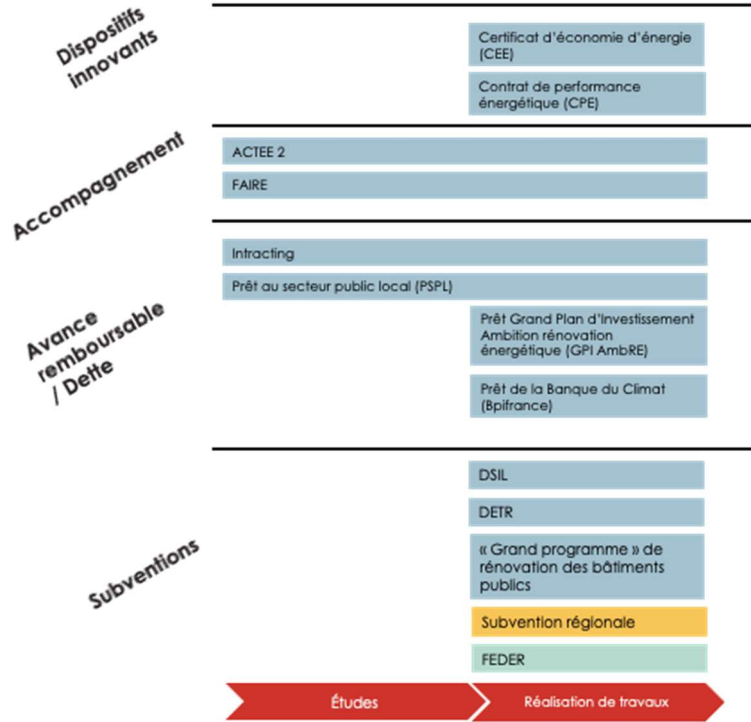 Dispositifs
innovants
Certificat d'économie d'énergie
(CEE)
Contrat de performance
énergétique (CPE)
Accompagnement
ACTEE 2
FAIRE
Avance
remboursable
/ Dette
Intracting
Prêt au secteur public local (PSPL)
Prêt Grand Plan d'Investissement
Ambition rénovation
énergétique (GPI AmbRE)
Prêt de la Banque du Climat
(Bpifrance)
Subventions
DSIL
DETR
« Grand programme » de
rénovation des bâtiments
publics
Subvention régionale
FEDER
Études
Réalisation de travaux